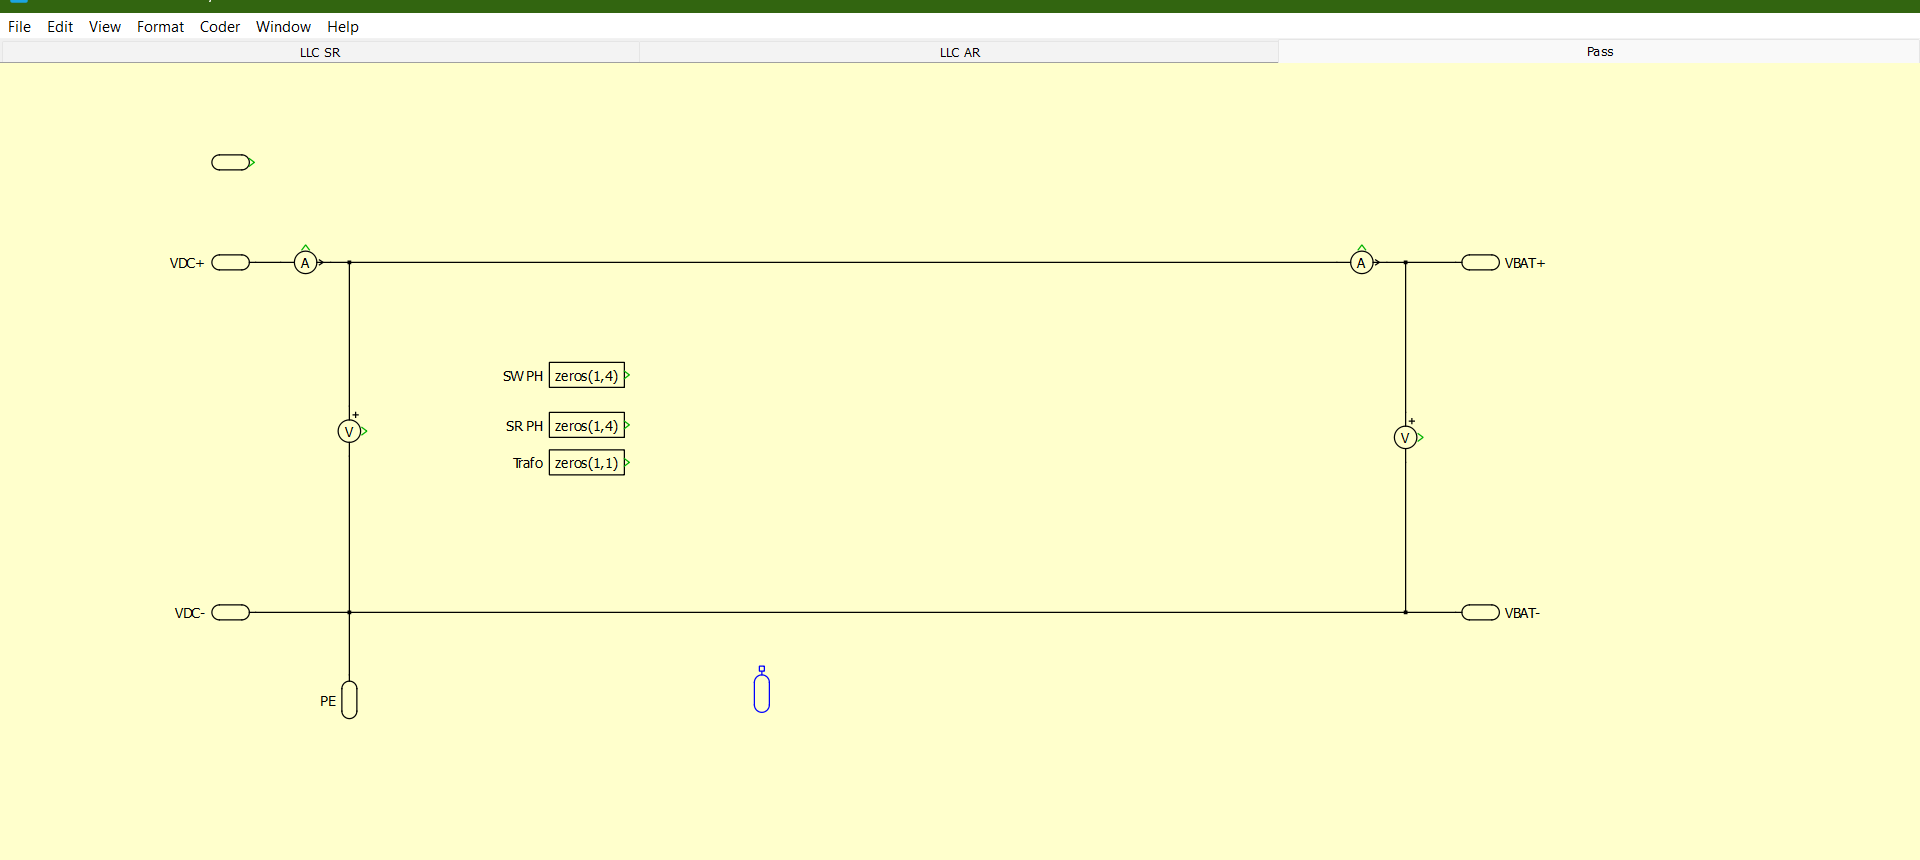 File Edit View Format Coder Window Help
LLC SR LLC AR Pass
VDC+ A A VBAT+
SW PH zeros(1,4)
+
+
SR PH zeros(1,4)
V V
Trafo zeros(1,1)
VDC- VBAT-
PE